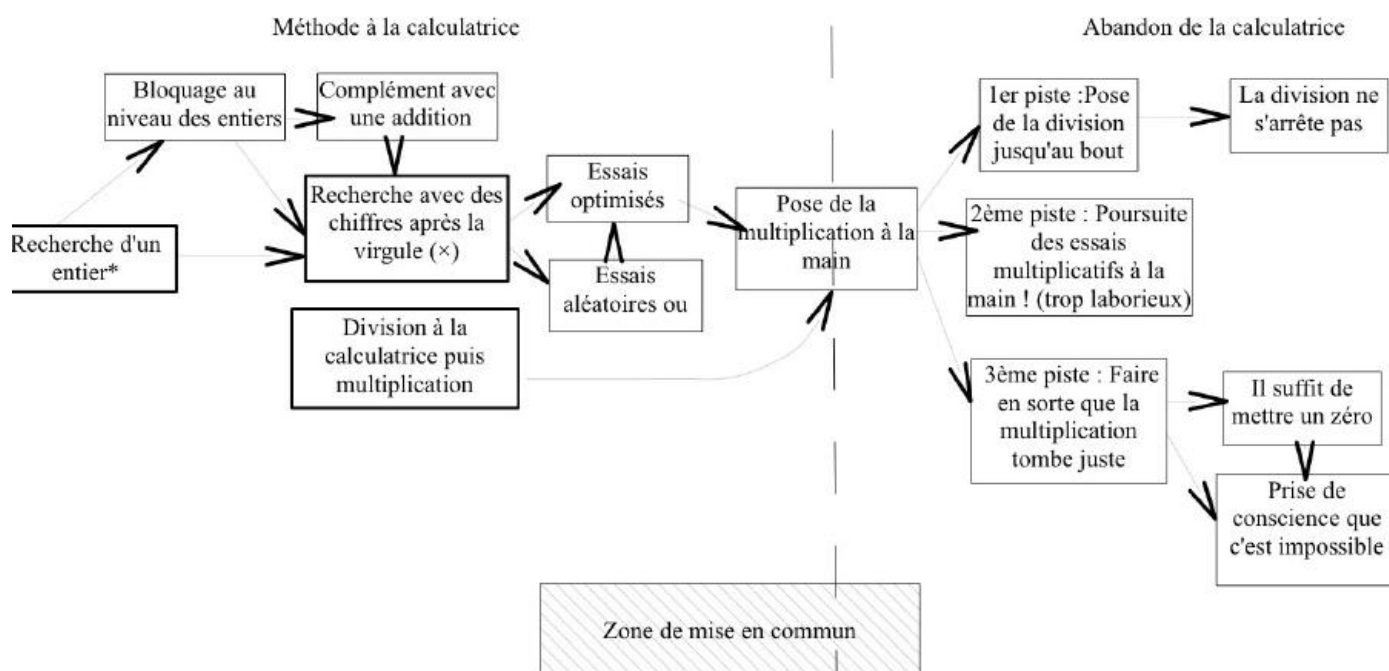 Méthode à la calculatrice
Abandon de la calculatrice
Bloquage au
niveau des entiers
Complément avec
une addition
Recherche d'un
entier*
Recherche avec des
chiffres après la
virgule (×)
Essais
optimisés
Essais
aléatoires ou
Division à la
calculatrice puis
multiplication
Pose de la
multiplication à la
main
1er piste :Pose
de la division
jusqu'au bout
La division ne
s'arrête pas
2ème piste : Poursuite
des essais
multiplicatifs à la
main ! (trop laborieux)
3ème piste : Faire
en sorte que la
multiplication
tombe juste
Il suffit de
mettre un zéro
Prise de
conscience que
c'est impossible
Zone de mise en commun